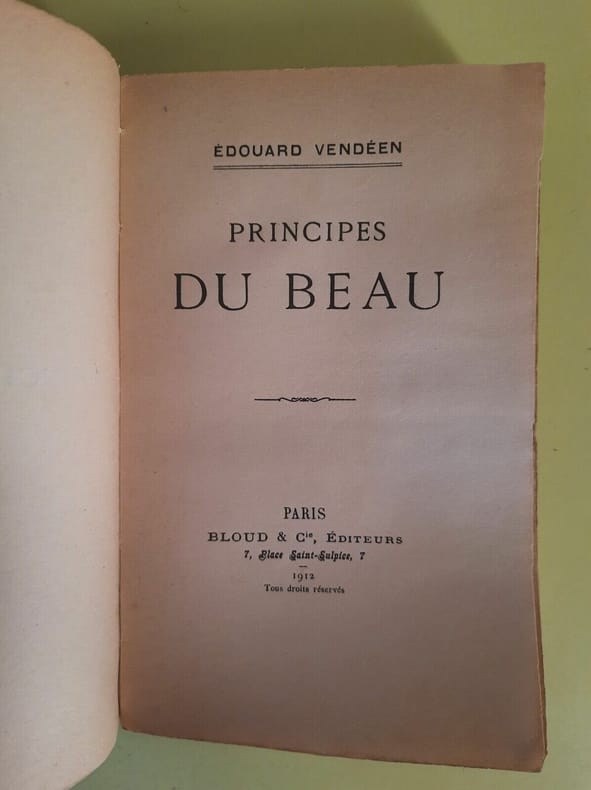 ÉDOUARD VENDÉEN
PRINCIPES
DU BEAU
PARIS
BLOUD & Cie, ÉDITEURS
7, Place Saint-Sulpice, 7
1912
Tous droits réservés